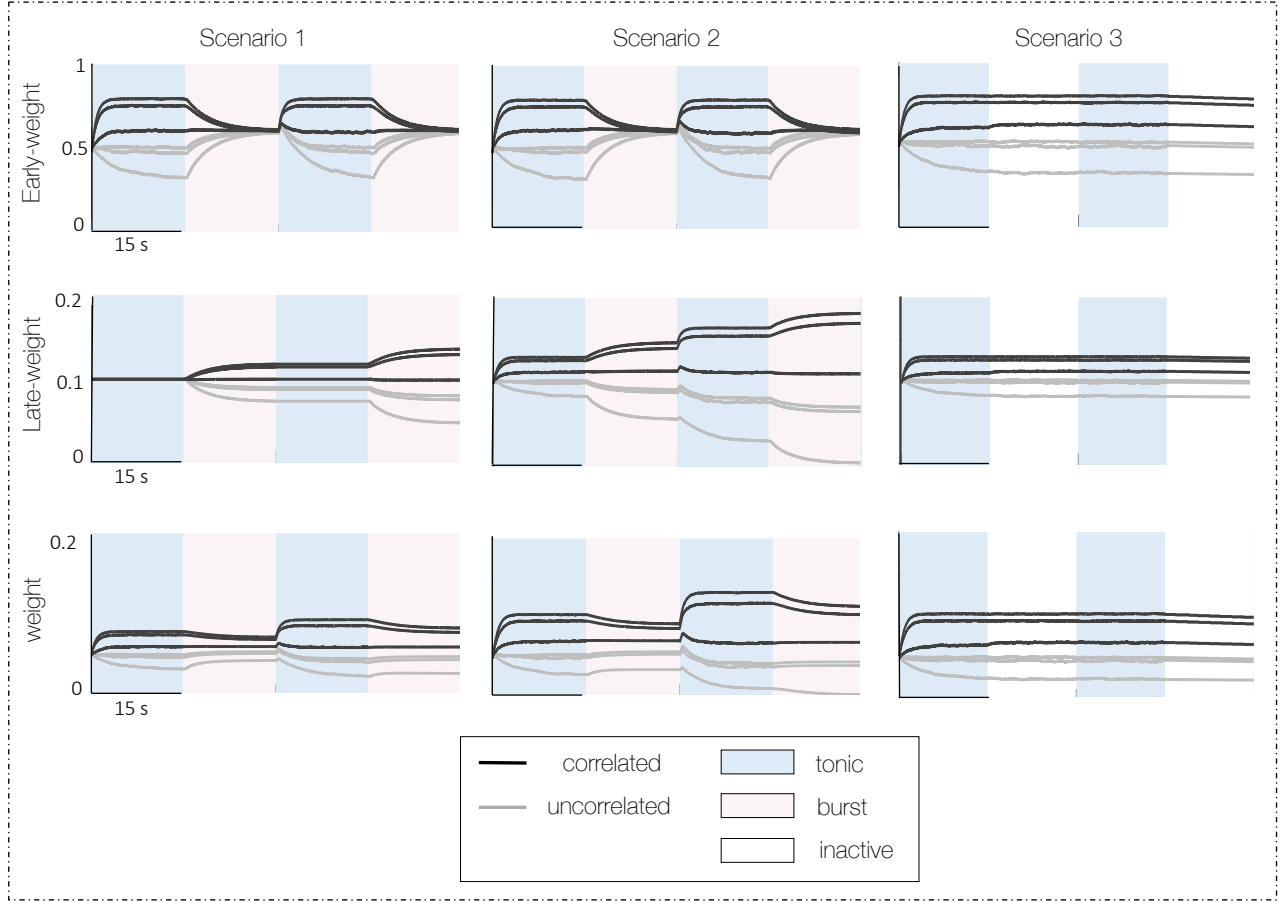 Scenario 1
Scenario 2
Scenario 3
Early-weight
1
0.5
0
15 s
Late-weight
0.2
0.1
0
15 s
weight
0.2
0
15 s
correlated
tonic
uncorrelated
burst
inactive